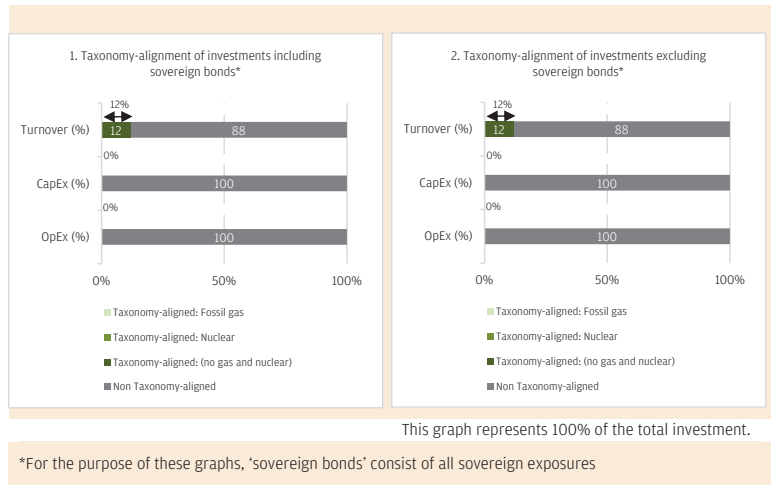 1. Taxonomy-alignment of investments including
sovereign bonds*
12%
Turnover (%)
12
88
0%
CapEx (%)
100
0%
OpEx (%)
100
0%
50%
100%
Taxonomy-aligned: Fossil gas
Taxonomy-aligned: Nuclear
Taxonomy-aligned: (no gas and nuclear)
Non Taxonomy-aligned
2. Taxonomy-alignment of investments excluding
sovereign bonds*
12%
Turnover (%)
12
88
0%
CapEx (%)
100
0%
OpEx (%)
100
0%
50%
100%
Taxonomy-aligned: Fossil gas
Taxonomy-aligned: Nuclear
Taxonomy-aligned: (no gas and nuclear)
Non Taxonomy-aligned
This graph represents 100% of the total investment.
*For the purpose of these graphs, ‘sovereign bonds’ consist of all sovereign exposures